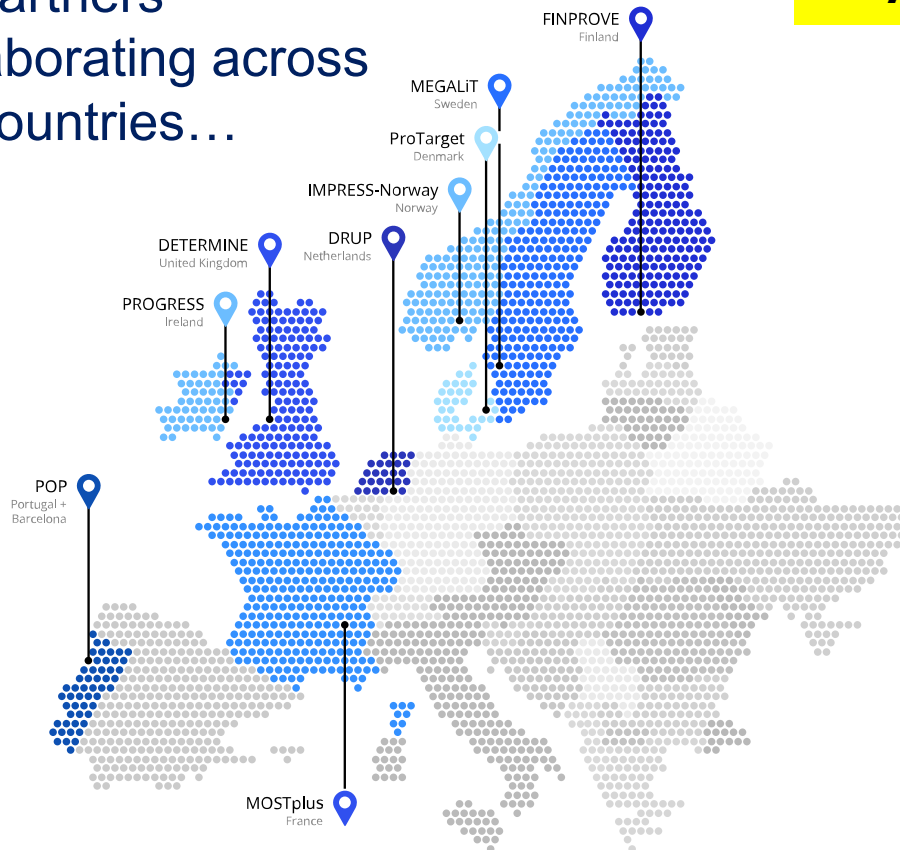 aborating across
ountries…
FINPROVE
Finland
MEGALiT
Sweden
ProTarget
Denmark
IMPRESS-Norway
Norway
DRUP
Netherlands
DETERMINE
United Kingdom
PROGRESS
Ireland
POP
Portugal +
Barcelona
MOSTplus
France